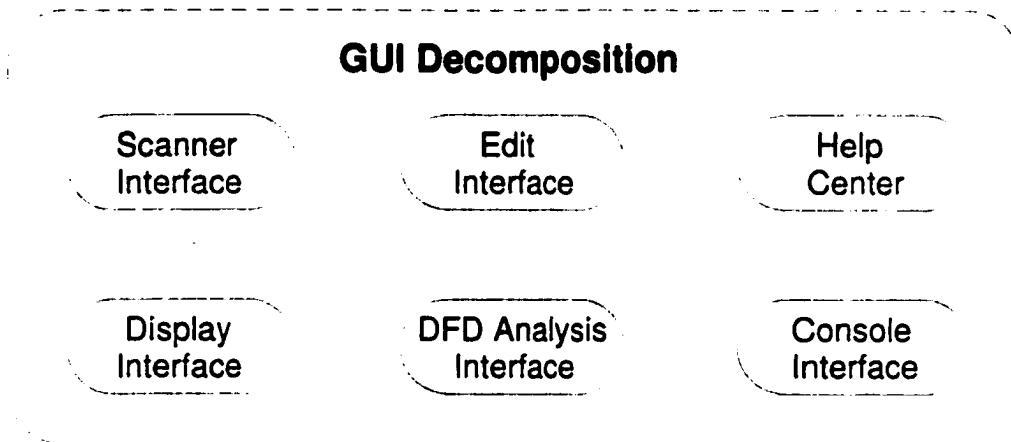 GUI Decomposition
Scanner
Interface
Edit
Interface
Help
Center
Display
Interface
DFD Analysis
Interface
Console
Interface